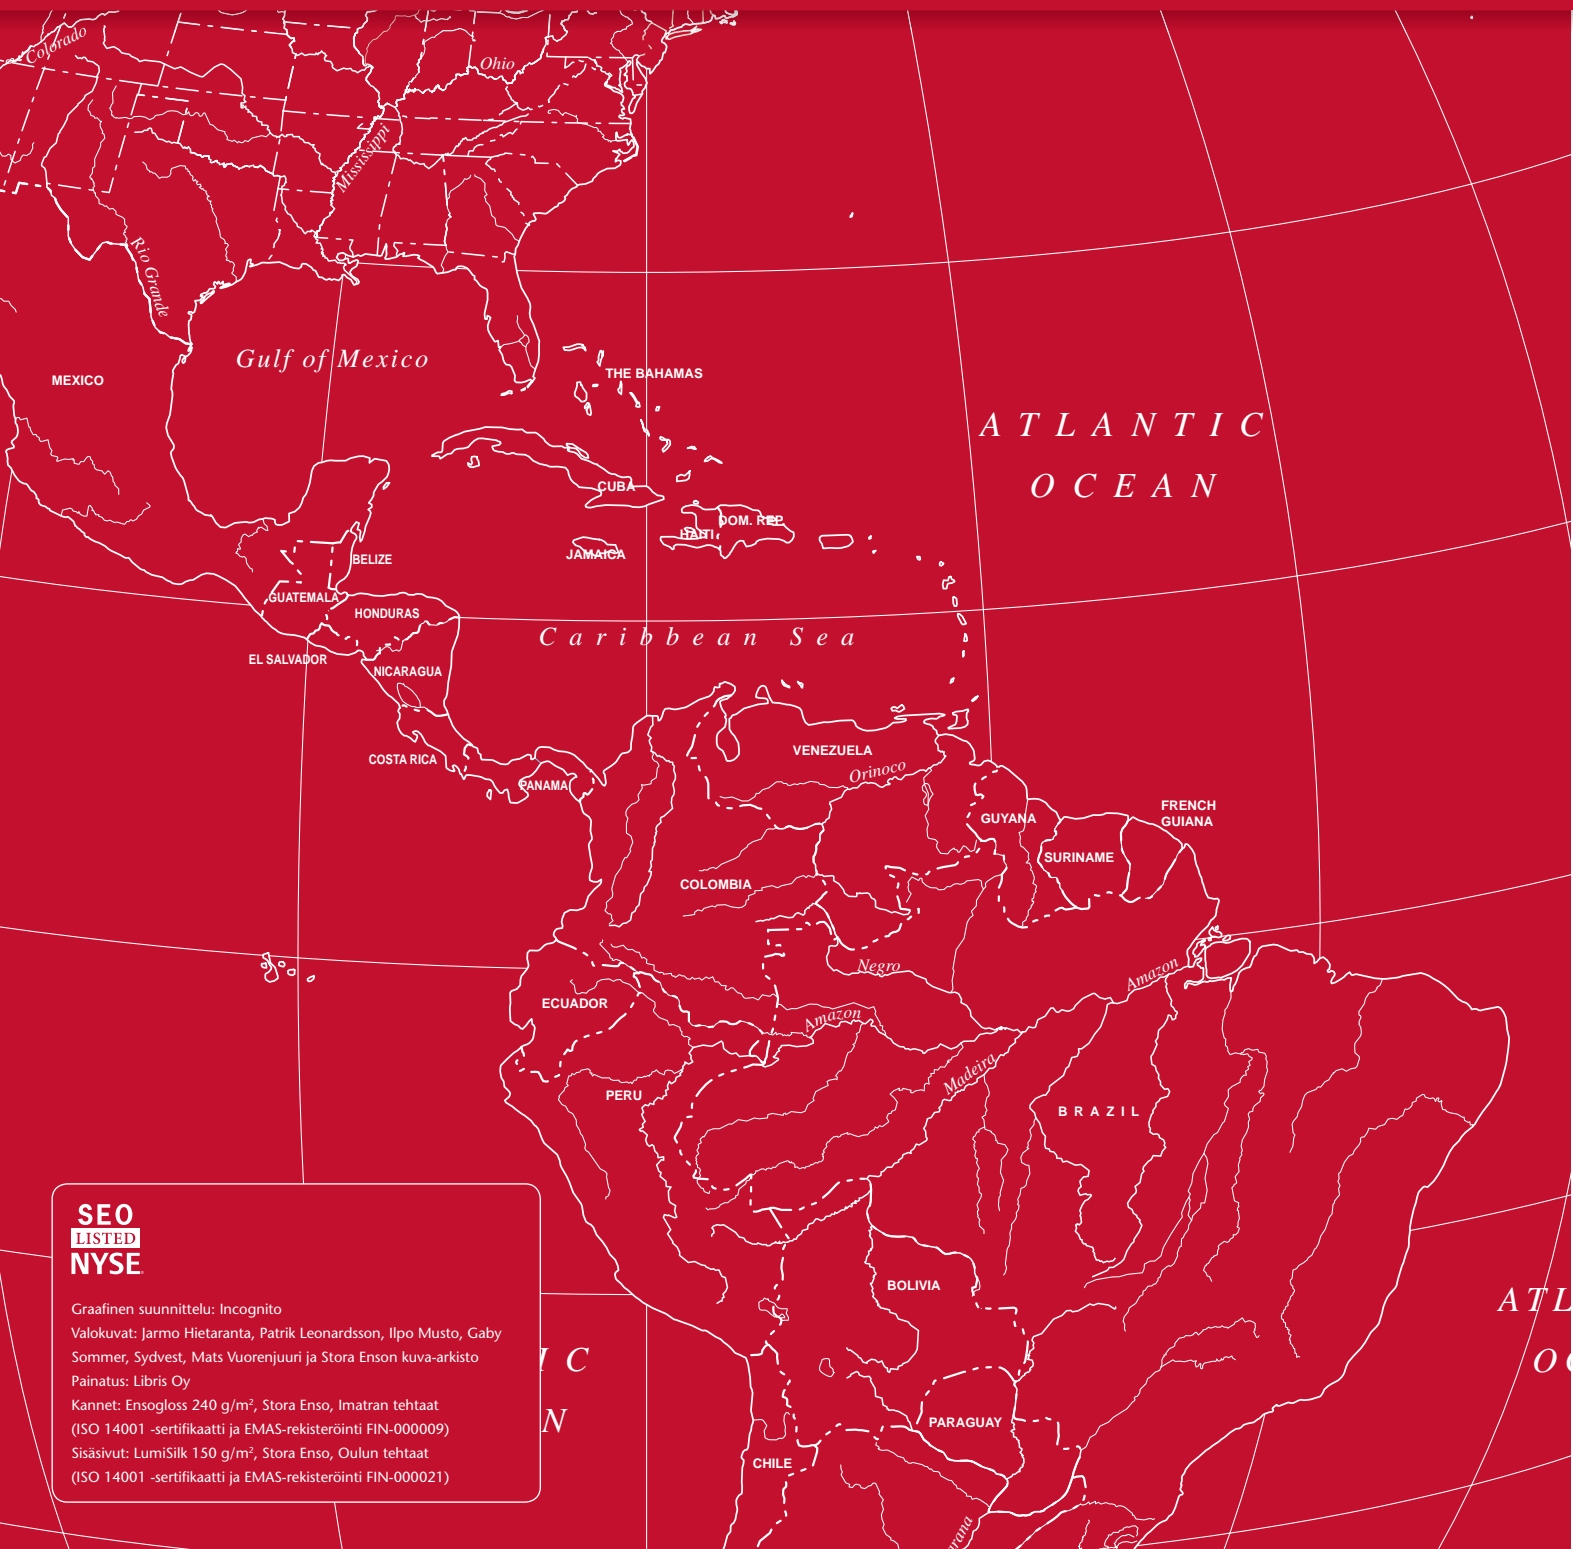 Colorado
Ohio
Mississippi
Rio Grande
Gulf of Mexico
MEXICO
THE BAHAMAS
ATLANTIC
OCEAN
CUBA
DOM. REP.
HAITI
JAMAICA
BELIZE
GUATEMALA
HONDURAS
Caribbean Sea
EL SALVADOR
NICARAGUA
COSTA RICA
PANAMA
VENEZUELA
Orinoco
FRENCH
GUIANA
GUYANA
SURINAME
COLOMBIA
Negro
Amazon
ECUADOR
Amazon
Madeira
PERU
BRAZIL
BOLIVIA
ATL
OC
IC
N
PARAGUAY
CHILE
arana
SEO
LISTED
NYSE
Graafinen suunnittelu: Incognito
Valokuvat: Jarmo Hietaranta, Patrik Leonardsson, Ilpo Musto, Gaby
Sommer, Sydvest, Mats Vuorenjuuri ja Stora Enson kuva-arkisto
Painatus: Libris Oy
Kannet: Ensogloss 240 g/m², Stora Enso, Imatran tehtaat
(ISO 14001 -sertifikaatti ja EMAS-rekisteröinti FIN-000009)
Sisäsivut: LumiSilk 150 g/m², Stora Enso, Oulun tehtaat
(ISO 14001 -sertifikaatti ja EMAS-rekisteröinti FIN-000021)